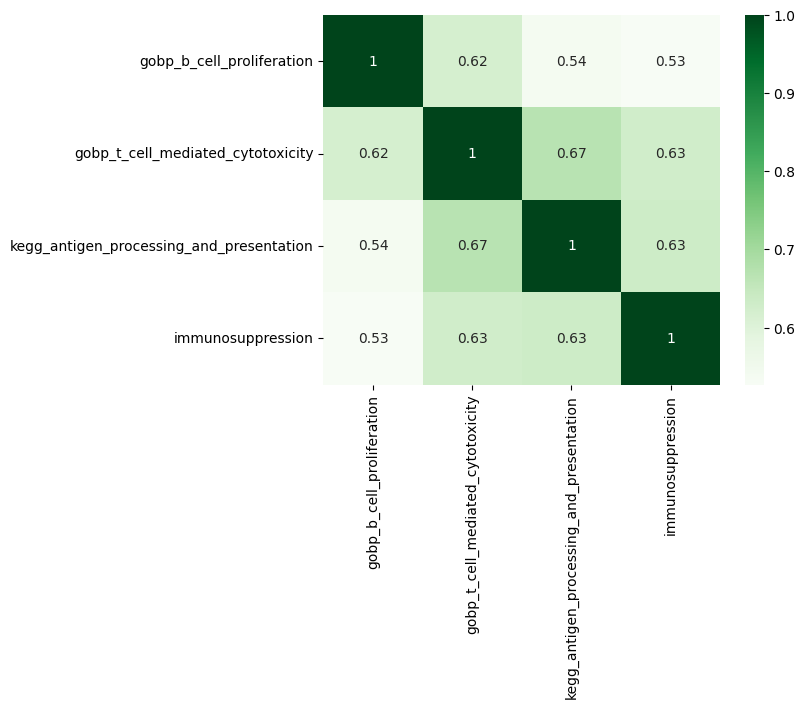 gobp_b_cell_proliferation 1 0.62 0.54 0.53
gobp_t_cell_mediated_cytotoxicity 0.62 1 0.67 0.63
kegg_antigen_processing_and_presentation 0.54 0.67 1 0.63
immunosuppression 0.53 0.63 0.63 1
gobp_b_cell_proliferation
gobp_t_cell_mediated_cytotoxicity
kegg_antigen_processing_and_presentation
immunosuppression
1.0
0.9
0.8
0.7
0.6